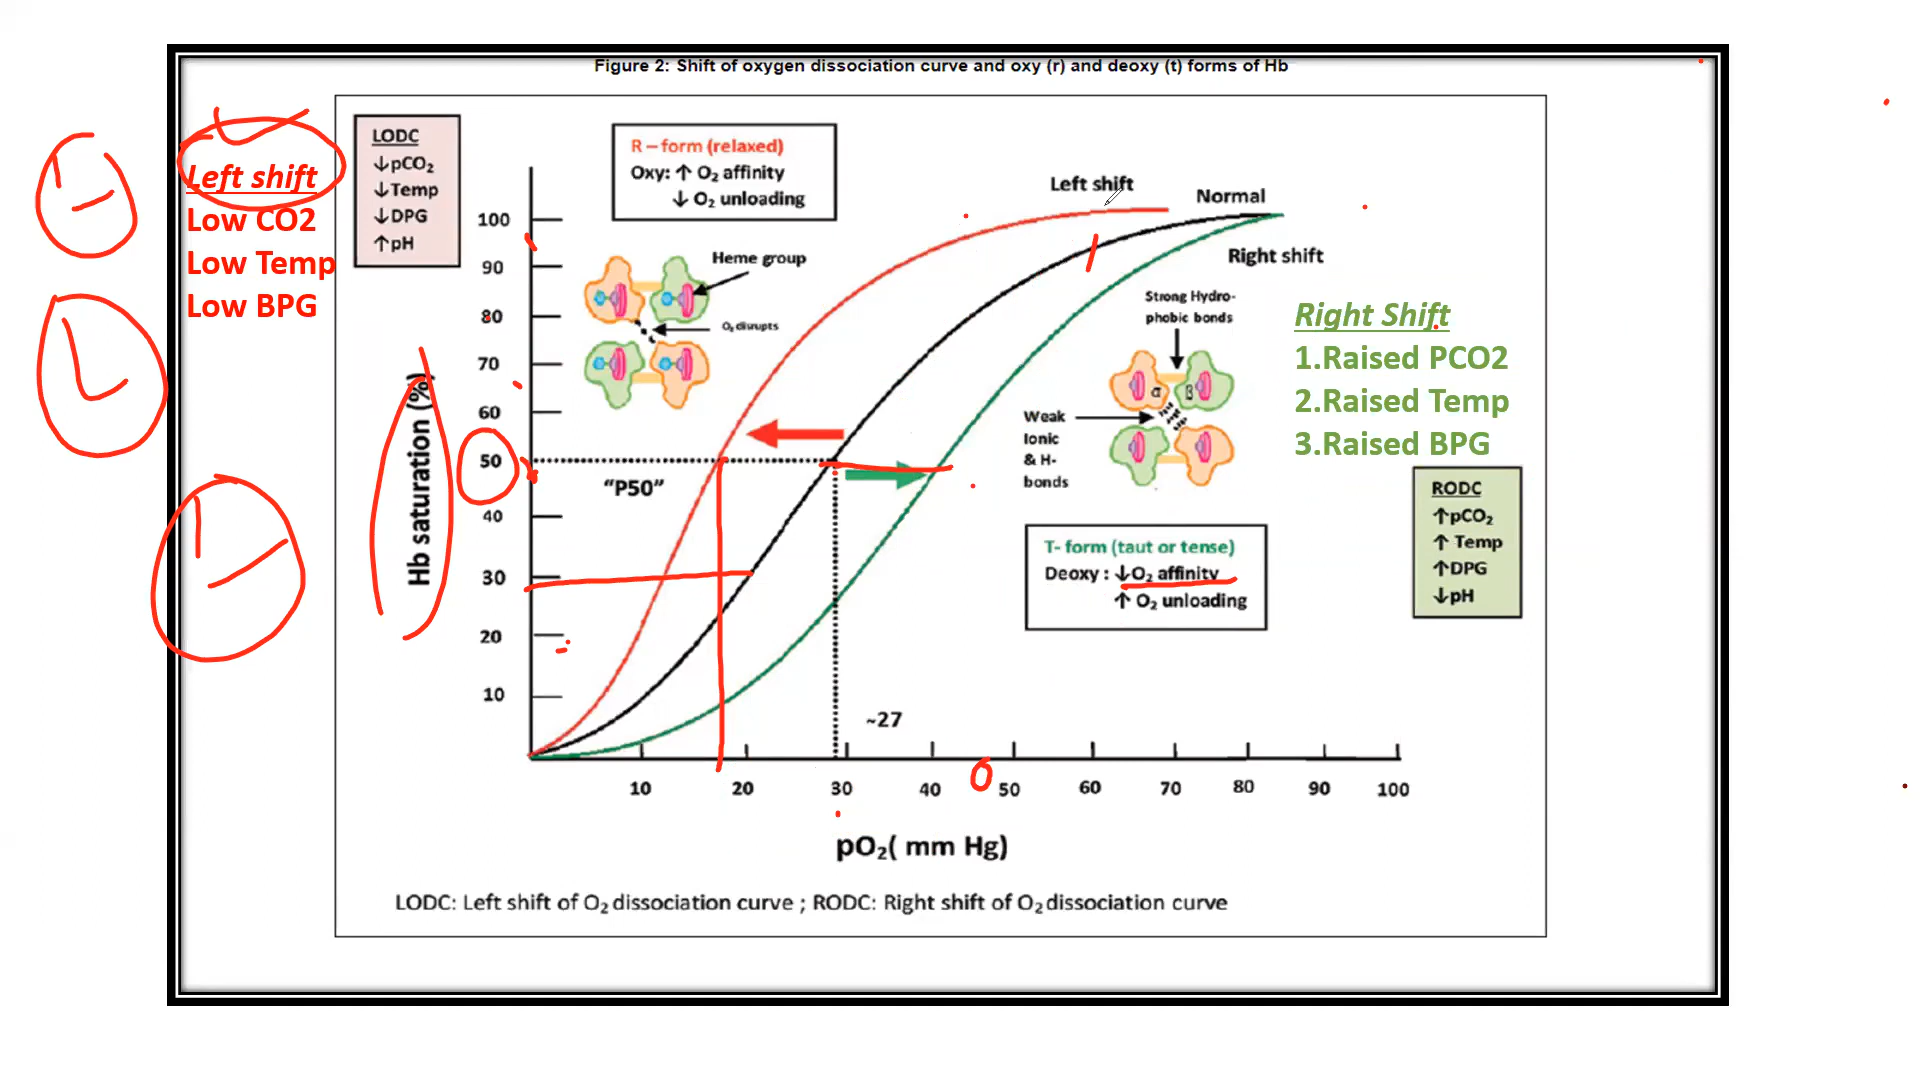 Figure 2: Shift of oxygen dissociation curve and oxy (r) and deoxy (t) forms of Hb
Left shift
Low CO2
Low Temp
Low BPG
LODC
↓pCO₂
↓Temp
↓DPG
↑pH
R – form (relaxed)
Oxy: ↑ O₂ affinity
↓ O₂ unloading
Left shift
Normal
Right shift
Heme group
O₂ disrupts
Strong Hydro-
phobic bonds
α
β
Weak
Ionic
& H-
bonds
Right Shift
1.Raised PCO2
2.Raised Temp
3.Raised BPG
RODC
↑pCO₂
↑ Temp
↑DPG
↓pH
T- form (taut or tense)
Deoxy : ↓O₂ affinity
↑ O₂ unloading
Hb saturation (%)
100
90
80
70
60
50
40
30
20
10
"P50"
~27
10 20 30 40 50 60 70 80 90 100
pO₂( mm Hg)
LODC: Left shift of O₂ dissociation curve ; RODC: Right shift of O₂ dissociation curve